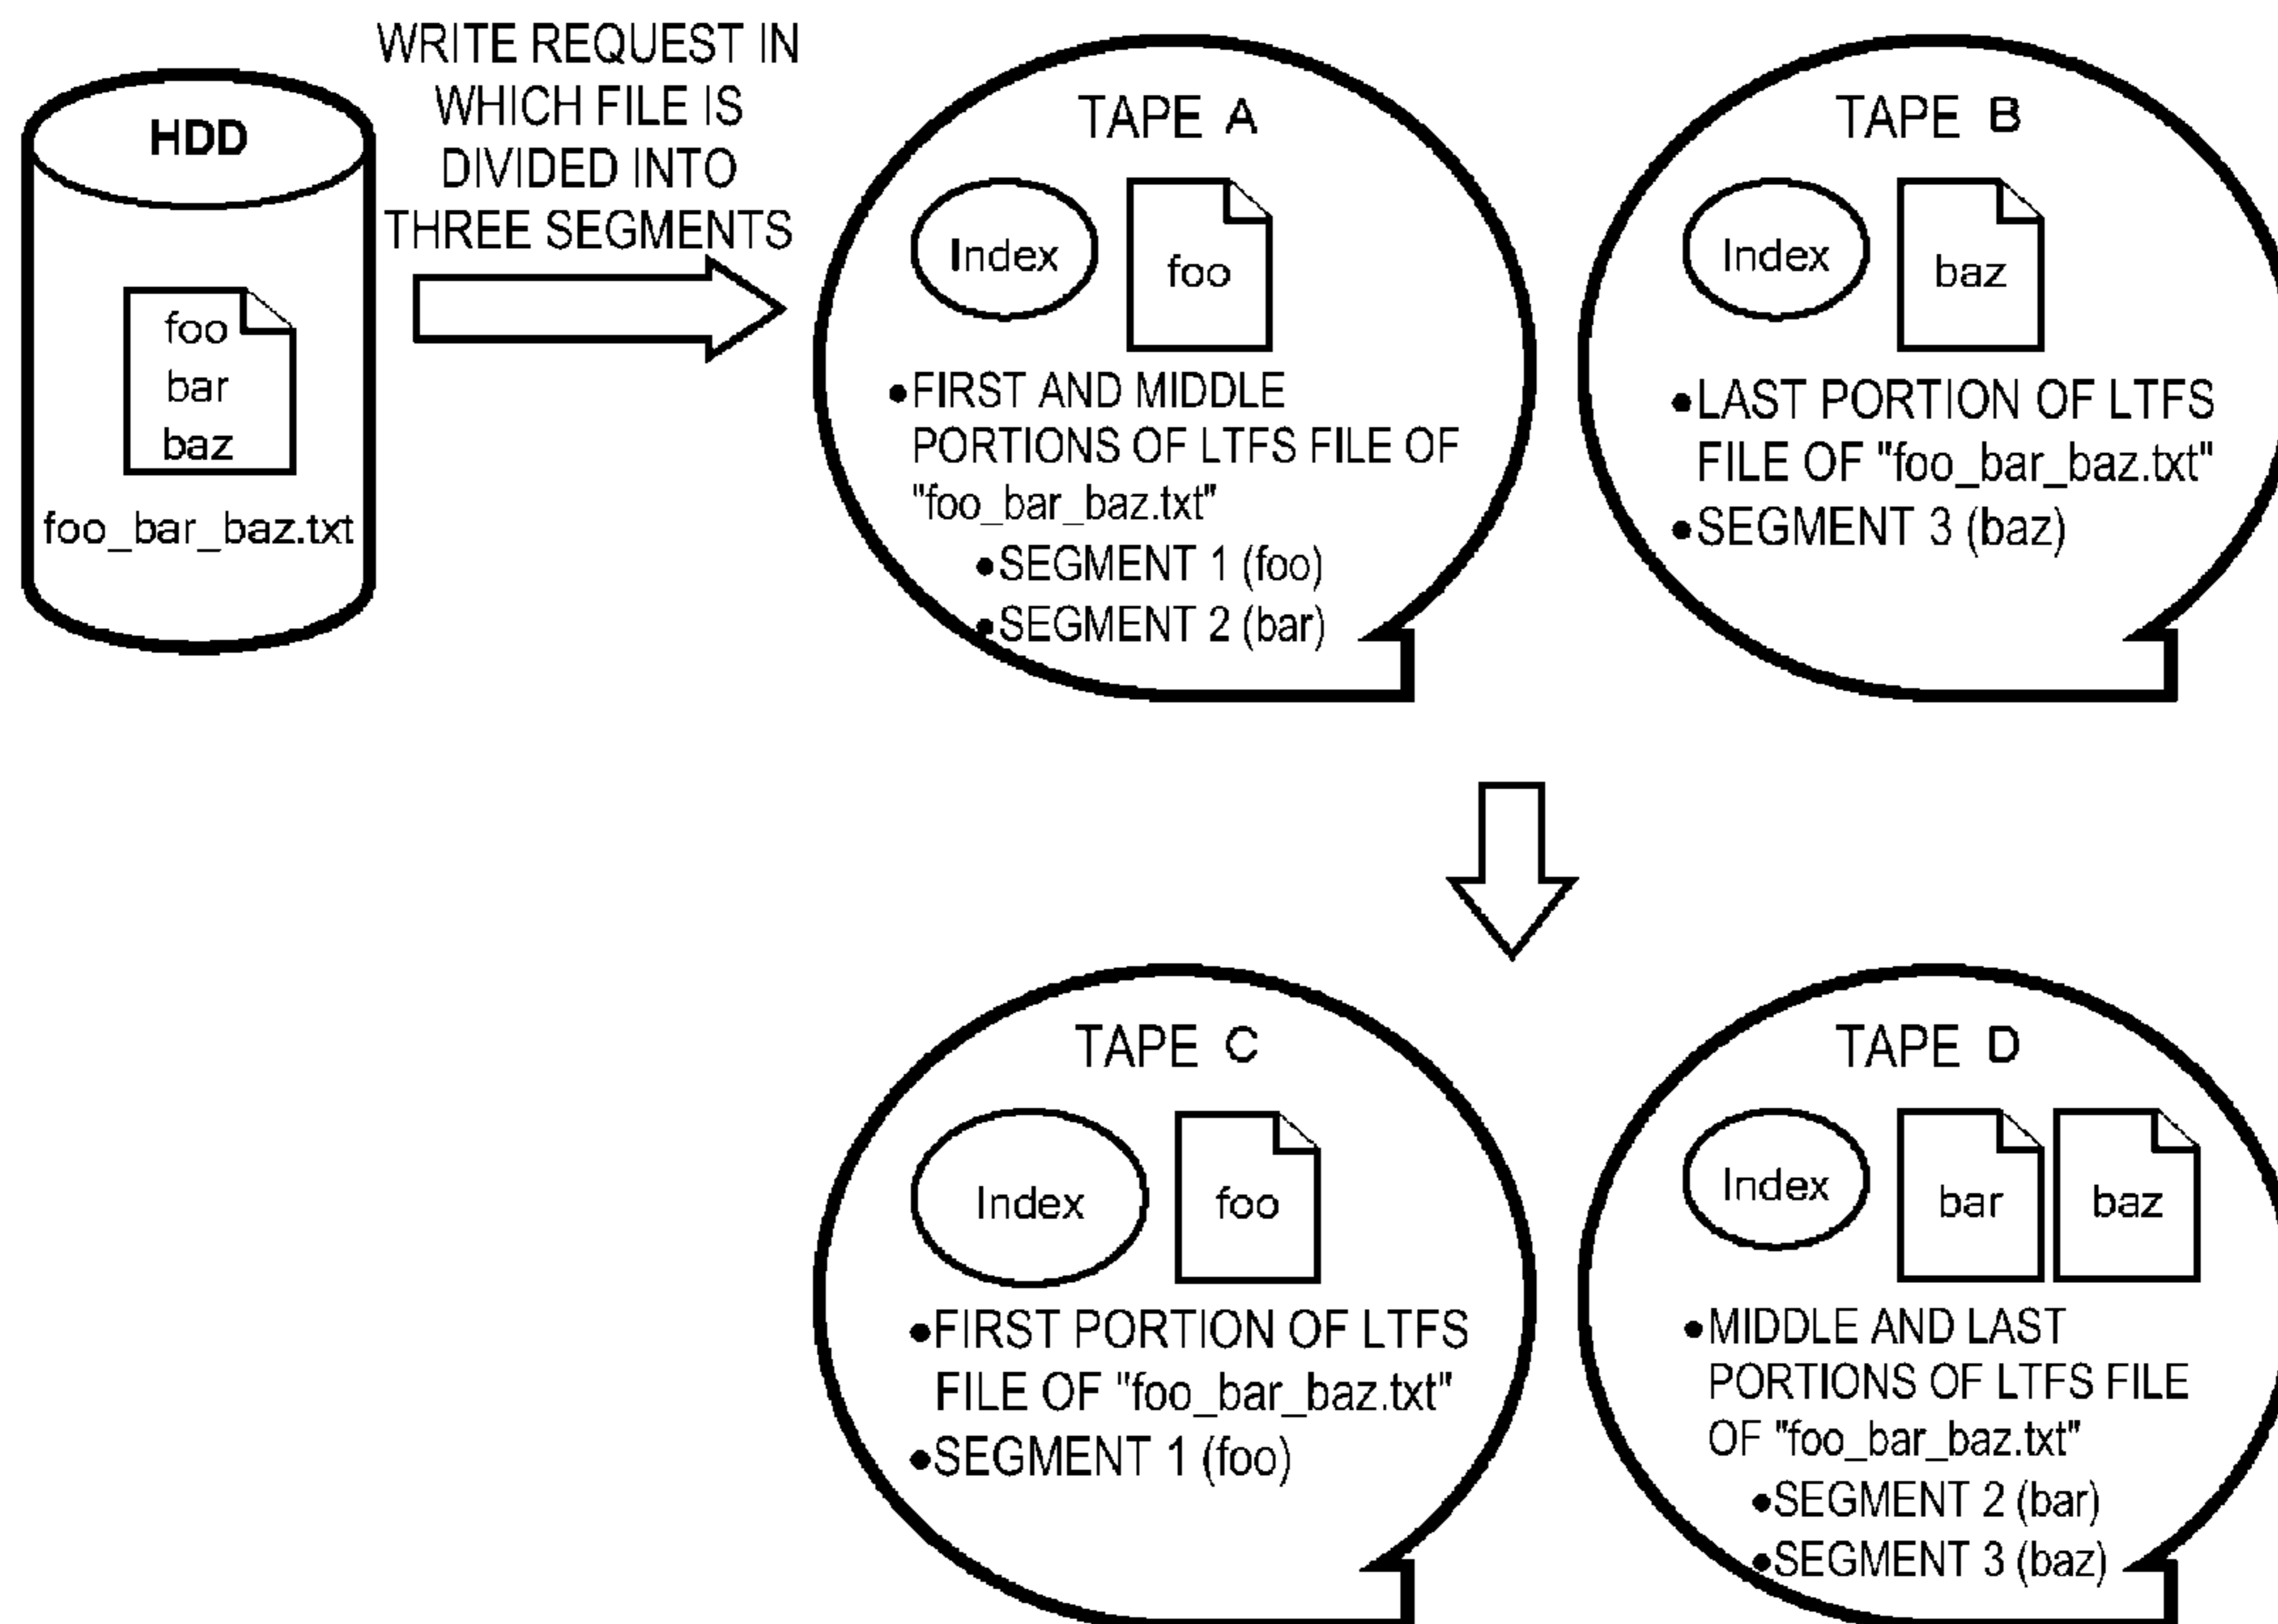 HDD
foo
bar
baz
foo_bar_baz.txt
WRITE REQUEST IN
WHICH FILE IS
DIVIDED INTO
THREE SEGMENTS
TAPE A
Index
foo
•FIRST AND MIDDLE
PORTIONS OF LTFS FILE OF
"foo_bar_baz.txt"
•SEGMENT 1 (foo)
•SEGMENT 2 (bar)
TAPE B
Index
baz
•LAST PORTION OF LTFS
FILE OF "foo_bar_baz.txt"
•SEGMENT 3 (baz)
TAPE C
Index
foo
•FIRST PORTION OF LTFS
FILE OF "foo_bar_baz.txt"
•SEGMENT 1 (foo)
TAPE D
Index
bar
baz
•MIDDLE AND LAST
PORTIONS OF LTFS FILE
OF "foo_bar_baz.txt"
•SEGMENT 2 (bar)
•SEGMENT 3 (baz)